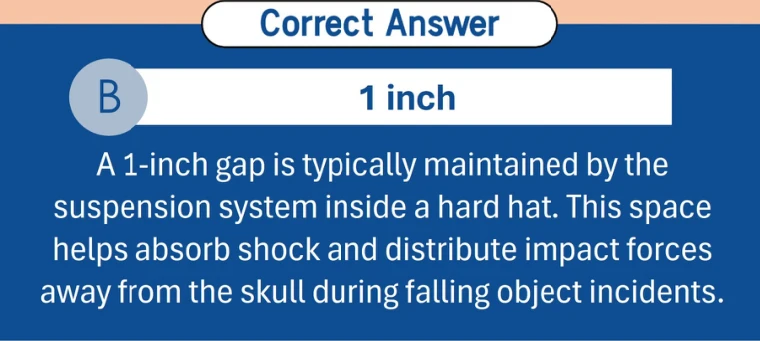 Correct Answer
B
1 inch
A 1-inch gap is typically maintained by the
suspension system inside a hard hat. This space
helps absorb shock and distribute impact forces
away from the skull during falling object incidents.